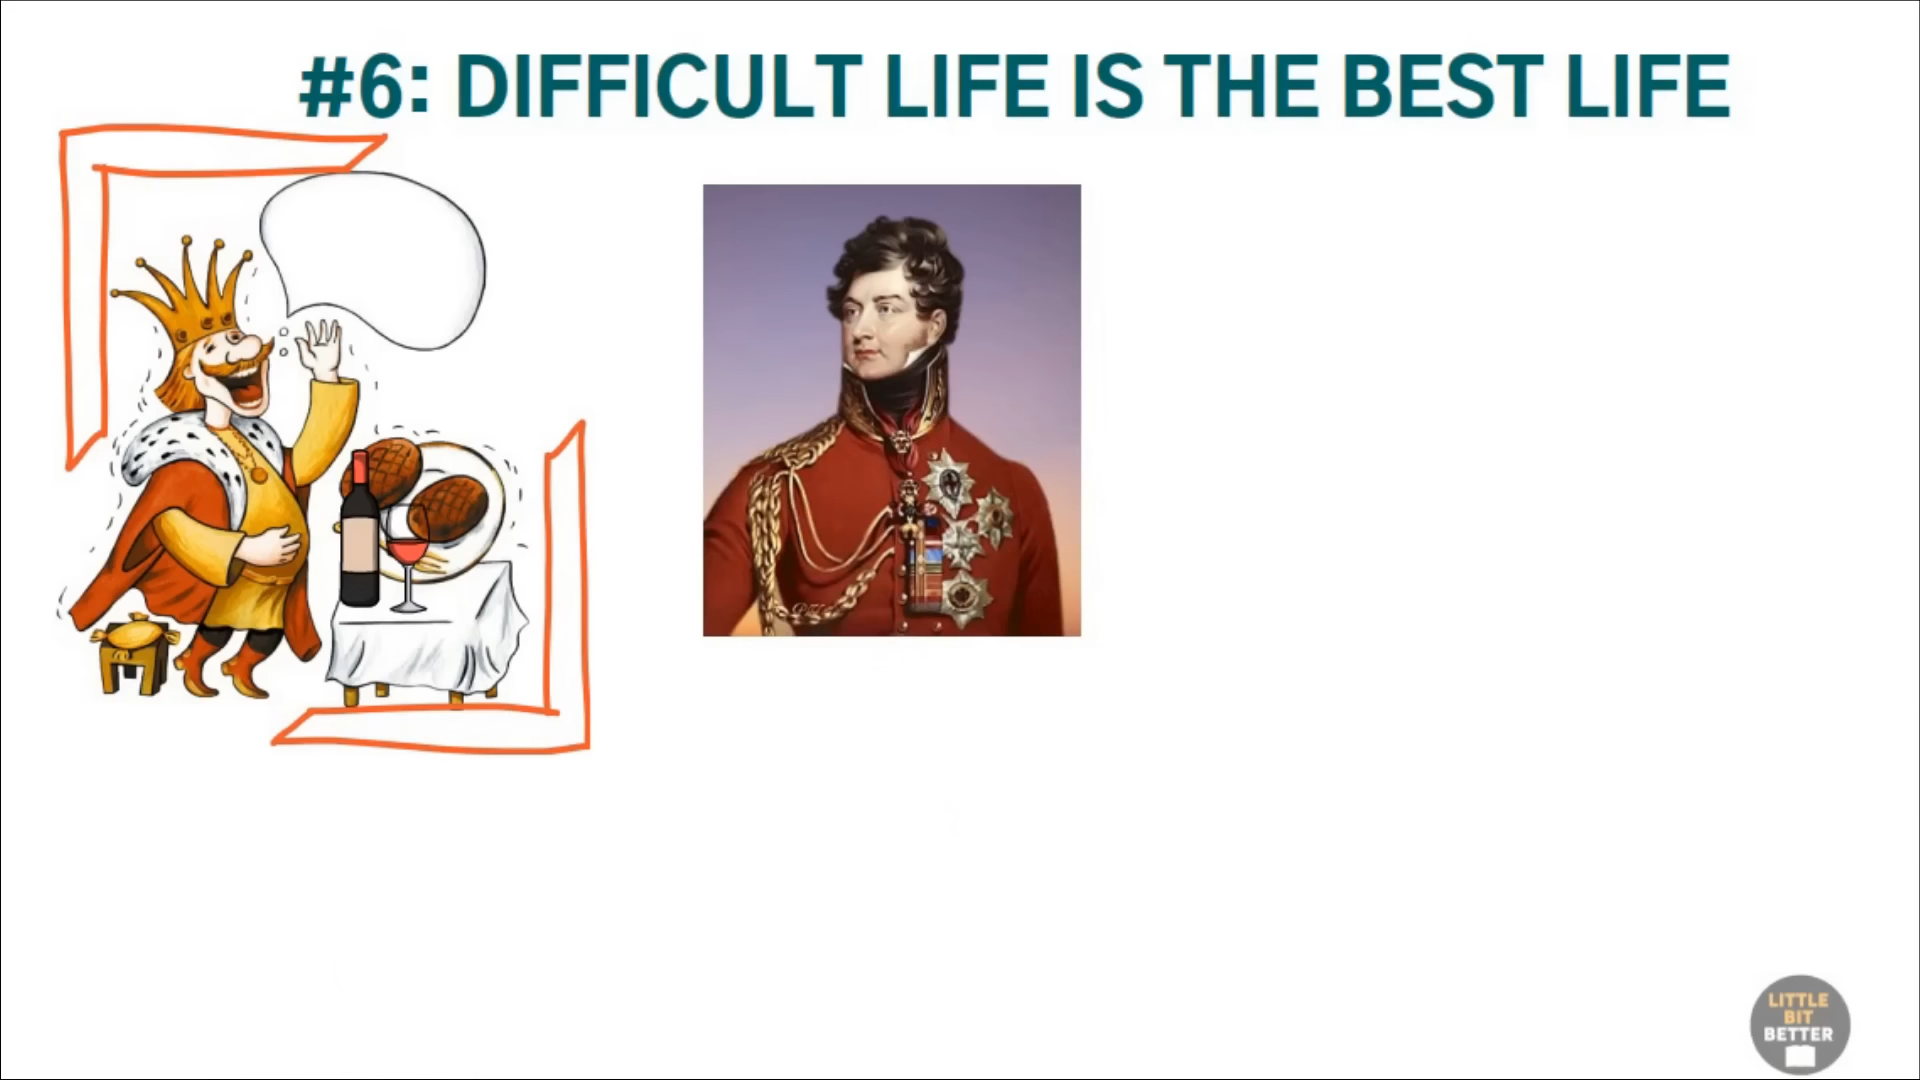 #6: DIFFICULT LIFE IS THE BEST LIFE
LITTLE
BIT
BETTER